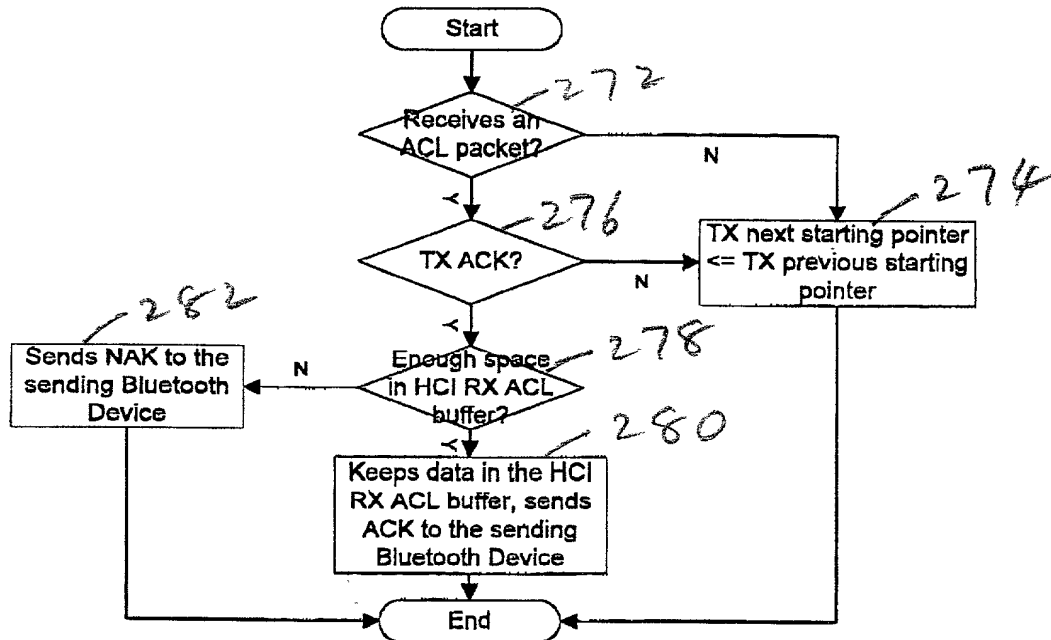 Start
272
Receives an
ACL packet?
N
Y
276
274
TX ACK?
N
TX next starting pointer
<= TX previous starting
pointer
Y
282
278
Sends NAK to the
sending Bluetooth
Device
N
Enough space
in HCI RX ACL
buffer?
Y
280
Keeps data in the HCI
RX ACL buffer, sends
ACK to the sending
Bluetooth Device
End